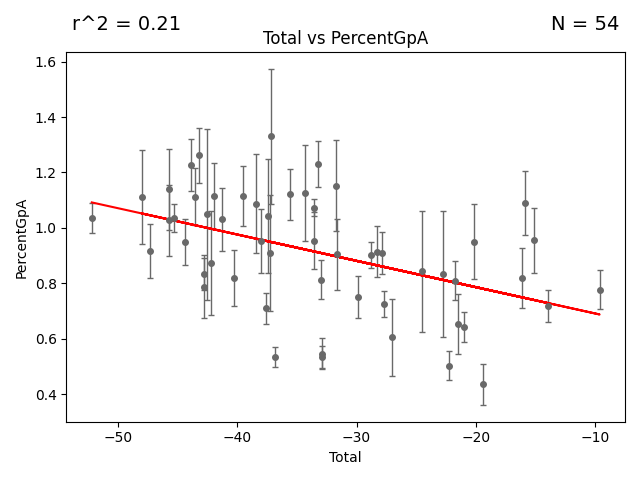 r^2 = 0.21
N = 54
Total vs PercentGpA
1.6
1.4
1.2
1.0
0.8
0.6
0.4
PercentGpA
−50
−40
−30
−20
−10
Total